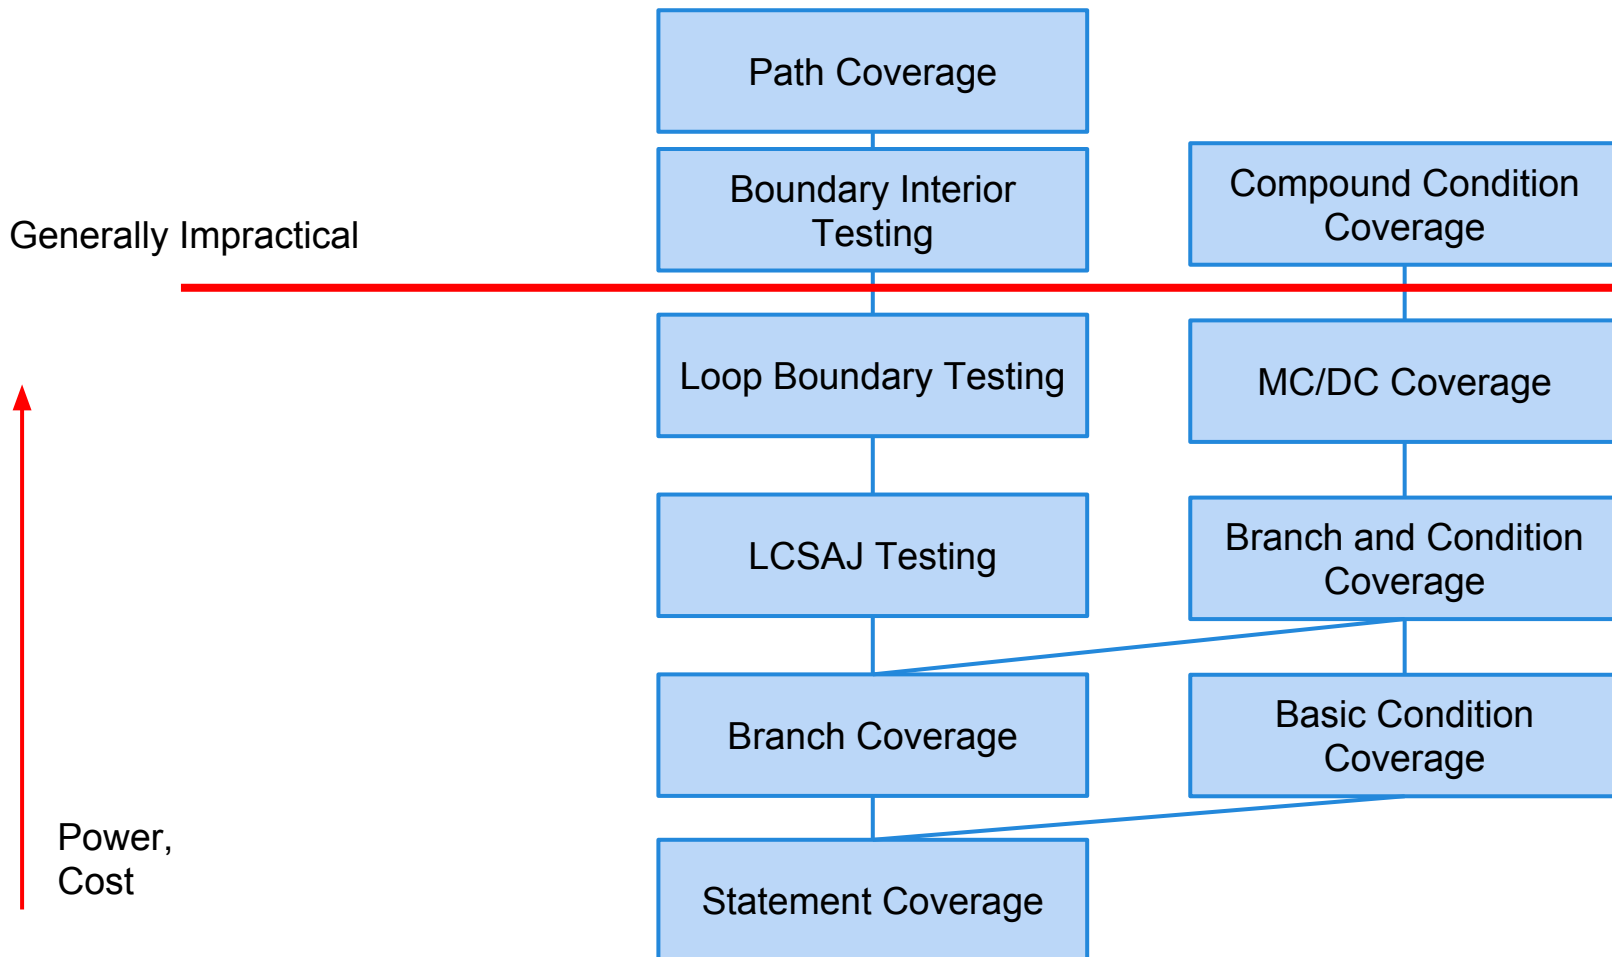 Path Coverage
Boundary Interior
Testing
Compound Condition
Coverage
Generally Impractical
Loop Boundary Testing
MC/DC Coverage
LCSAJ Testing
Branch and Condition
Coverage
Branch Coverage
Basic Condition
Coverage
Power,
Cost
Statement Coverage